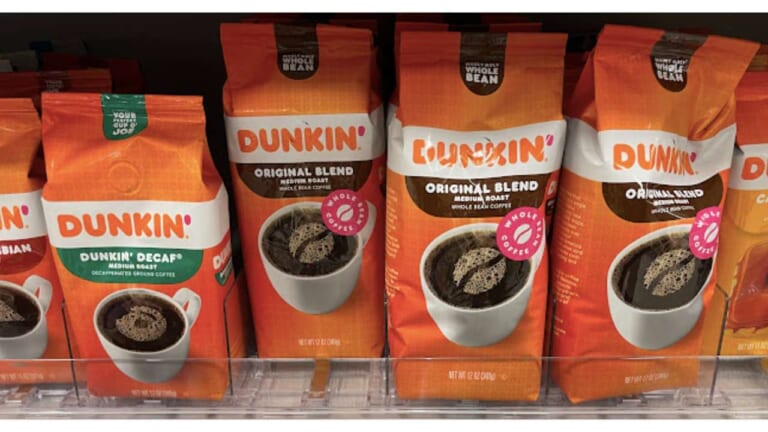 N'
BIAN
YOUR
PERFECT
CUP O'
JOE
DUNKIN'
DUNKIN' DECAF®
MEDIUM ROAST
DECAFFEINATED GROUND COFFEE
WHOLE
BEAN
DUNKIN'
ORIGINAL BLEND
MEDIUM ROAST
WHOLE BEAN COFFEE
WHOLE BEAN
COFFEE
NET WT 12 OZ (340g)
WHOLE
BEAN
DUNKIN'
ORIGINAL BLEND
MEDIUM ROAST
WHOLE BEAN COFFEE
WHOLE BEAN
COFFEE
NET WT 12 OZ (340g)
WHOLE
BEAN
DUNKIN'
ORIGINAL BLEND
MEDIUM ROAST
WHOLE BEAN COFFEE
WHOLE BEAN
COFFEE
NET WT 12 OZ (340g)
DU